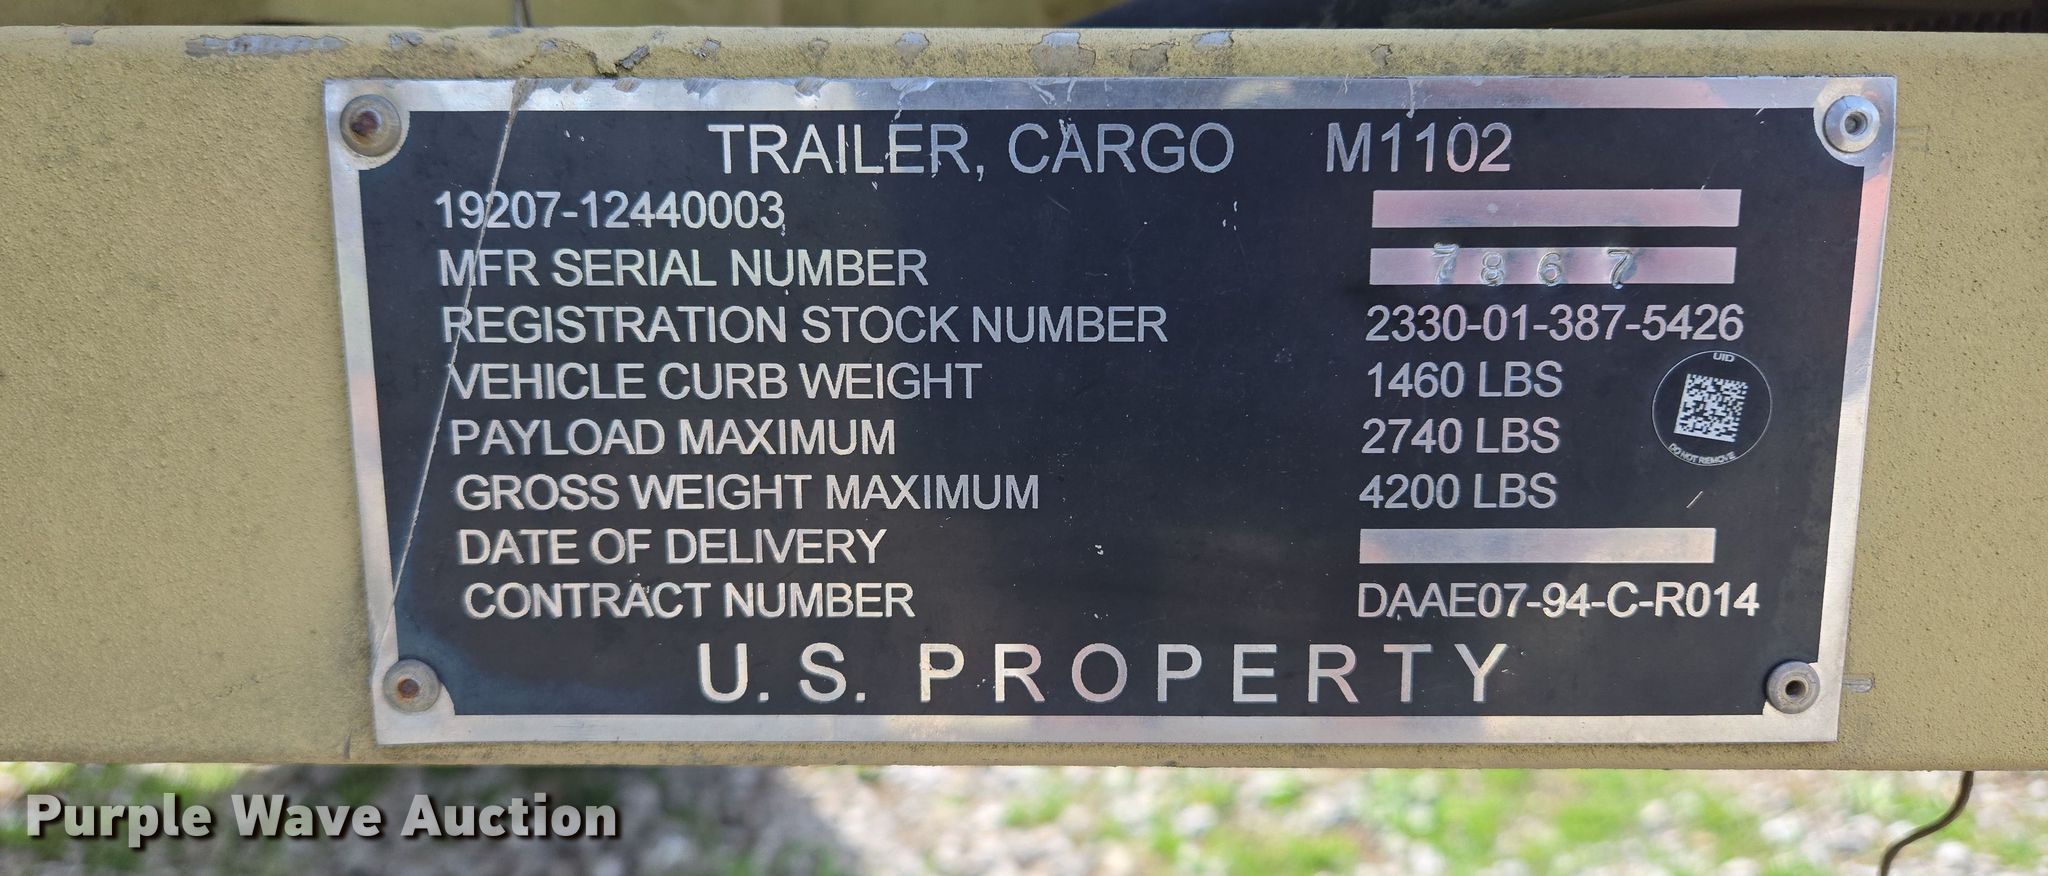 TRAILER, CARGO M1102
19207-12440003
MFR SERIAL NUMBER 7867
REGISTRATION STOCK NUMBER 2330-01-387-5426
VEHICLE CURB WEIGHT 1460 LBS
UID
PAYLOAD MAXIMUM 2740 LBS
DO NOT REMOVE
GROSS WEIGHT MAXIMUM 4200 LBS
DATE OF DELIVERY
CONTRACT NUMBER DAAE07-94-C-R014
U. S. PROPERTY
Purple Wave Auction